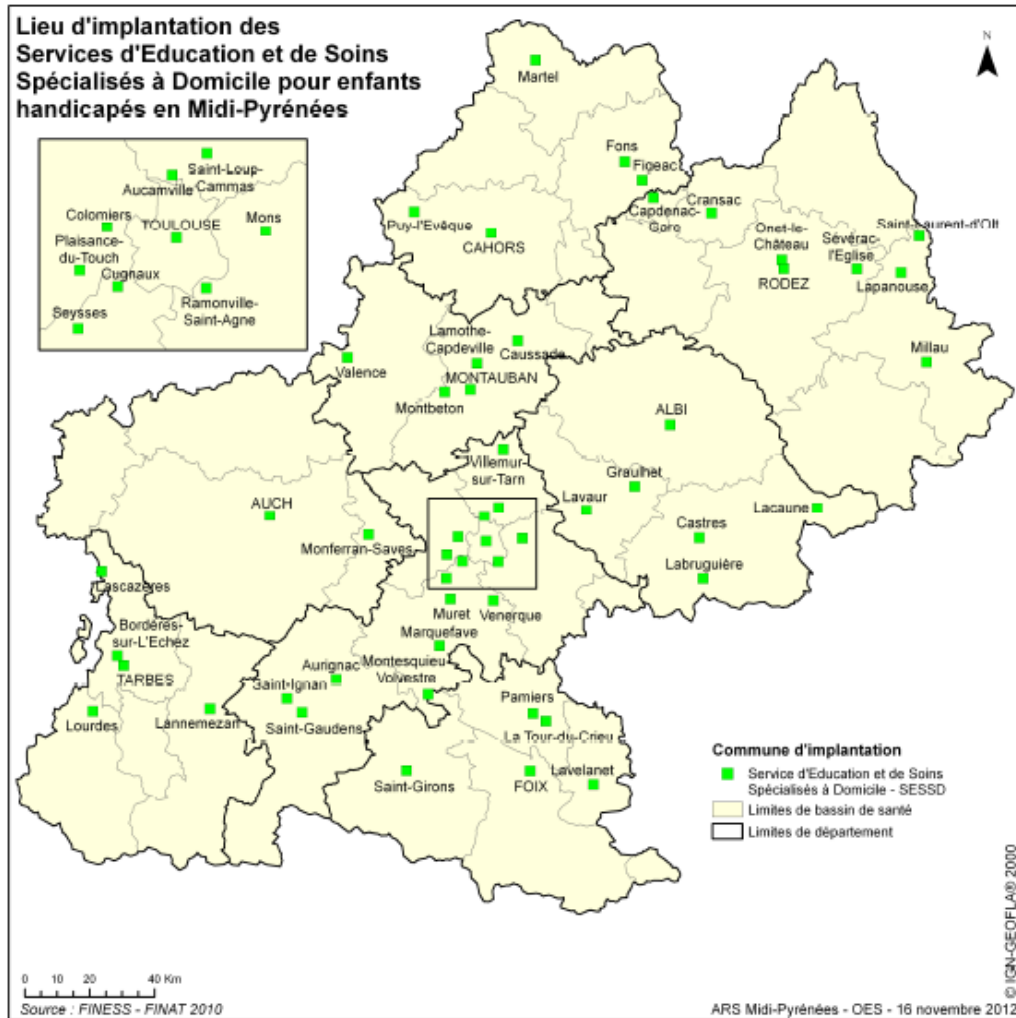 Lieu d'implantation des
Services d'Education et de Soins
Spécialisés à Domicile pour enfants
handicapés en Midi-Pyrénées
N
Martel
Fons
Figeac
Capdenac-
Gare
Cransac
Puy-l'Evêque
CAHORS
Onet-le-
Château
RODEZ
Sévérac-
l'Eglise
Saint-Laurent-d'Olt
Lapanouse
Millau
Saint-Loup-
Cammas
Aucamville
Colomiers
TOULOUSE
Mons
Plaisance-
du-Touch
Cugnaux
Ramonville-
Saint-Agne
Seysses
Lamothe-
Capdeville
Caussade
Valence
MONTAUBAN
Montbeton
ALBI
Villemur-
sur-Tarn
Graulhet
Lavaur
Lacaune
Castres
Labruguière
AUCH
Monferran-Saves
Lascazères
Muret
Venerque
Marquefave
Bordères-
sur-L'Echez
TARBES
Aurignac
Montesquieu
Volvestre
Saint-Ignan
Saint-Gaudens
Lourdes
Lannemezan
Pamiers
La Tour-du-Crieu
Saint-Girons
FOIX
Lavelanet
Commune d'implantation
Service d'Education et de Soins
Spécialisés à Domicile - SESSD
Limites de bassin de santé
Limites de département
© IGN-GEOFLA® 2000
0 10 20 40 Km
Source : FINESS - FINAT 2010
ARS Midi-Pyrénées - OES - 16 novembre 2012